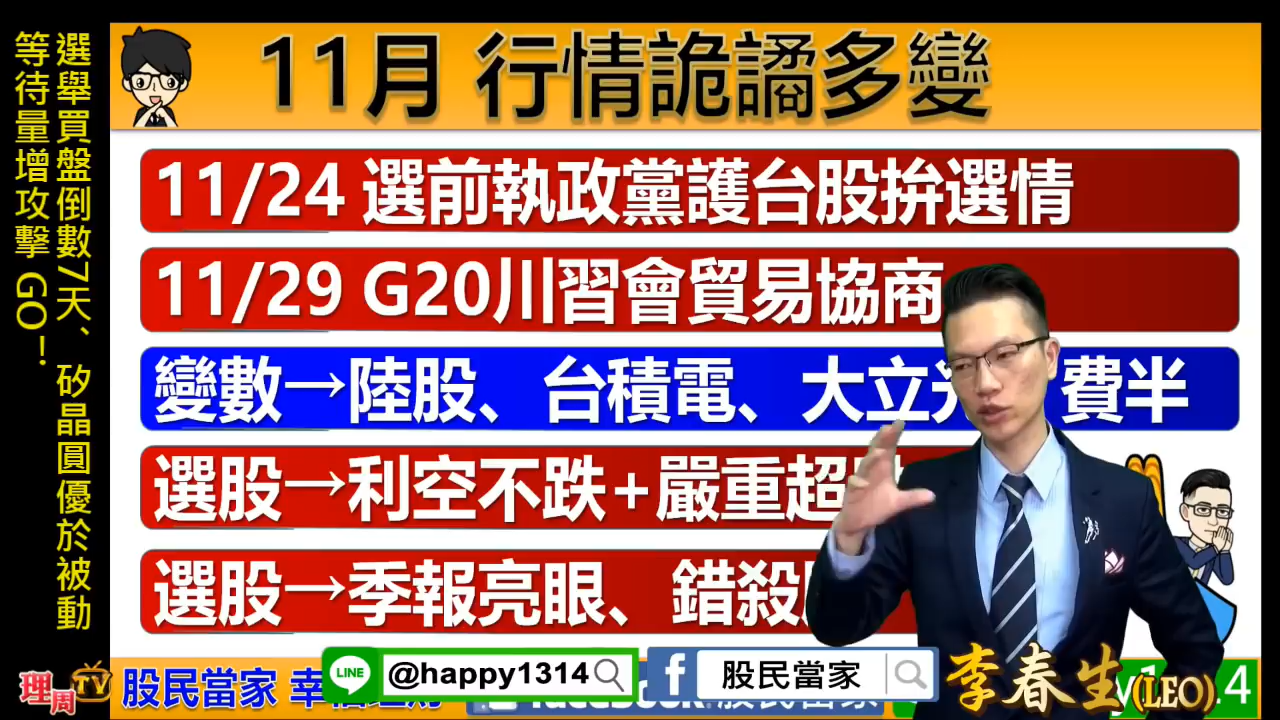 選舉買盤倒數7天、矽晶圓優於被動
等待量增攻擊 GO!
11月 行情詭譎多變
11/24 選前執政黨護台股拚選情
11/29 G20川習會貿易協商
變數→陸股、台積電、大立 費半
選股→利空不跌+嚴重超
選股→季報亮眼、錯殺
理周TV
股民當家 幸
LINE @happy1314
f 股民當家
李春生(LEO)